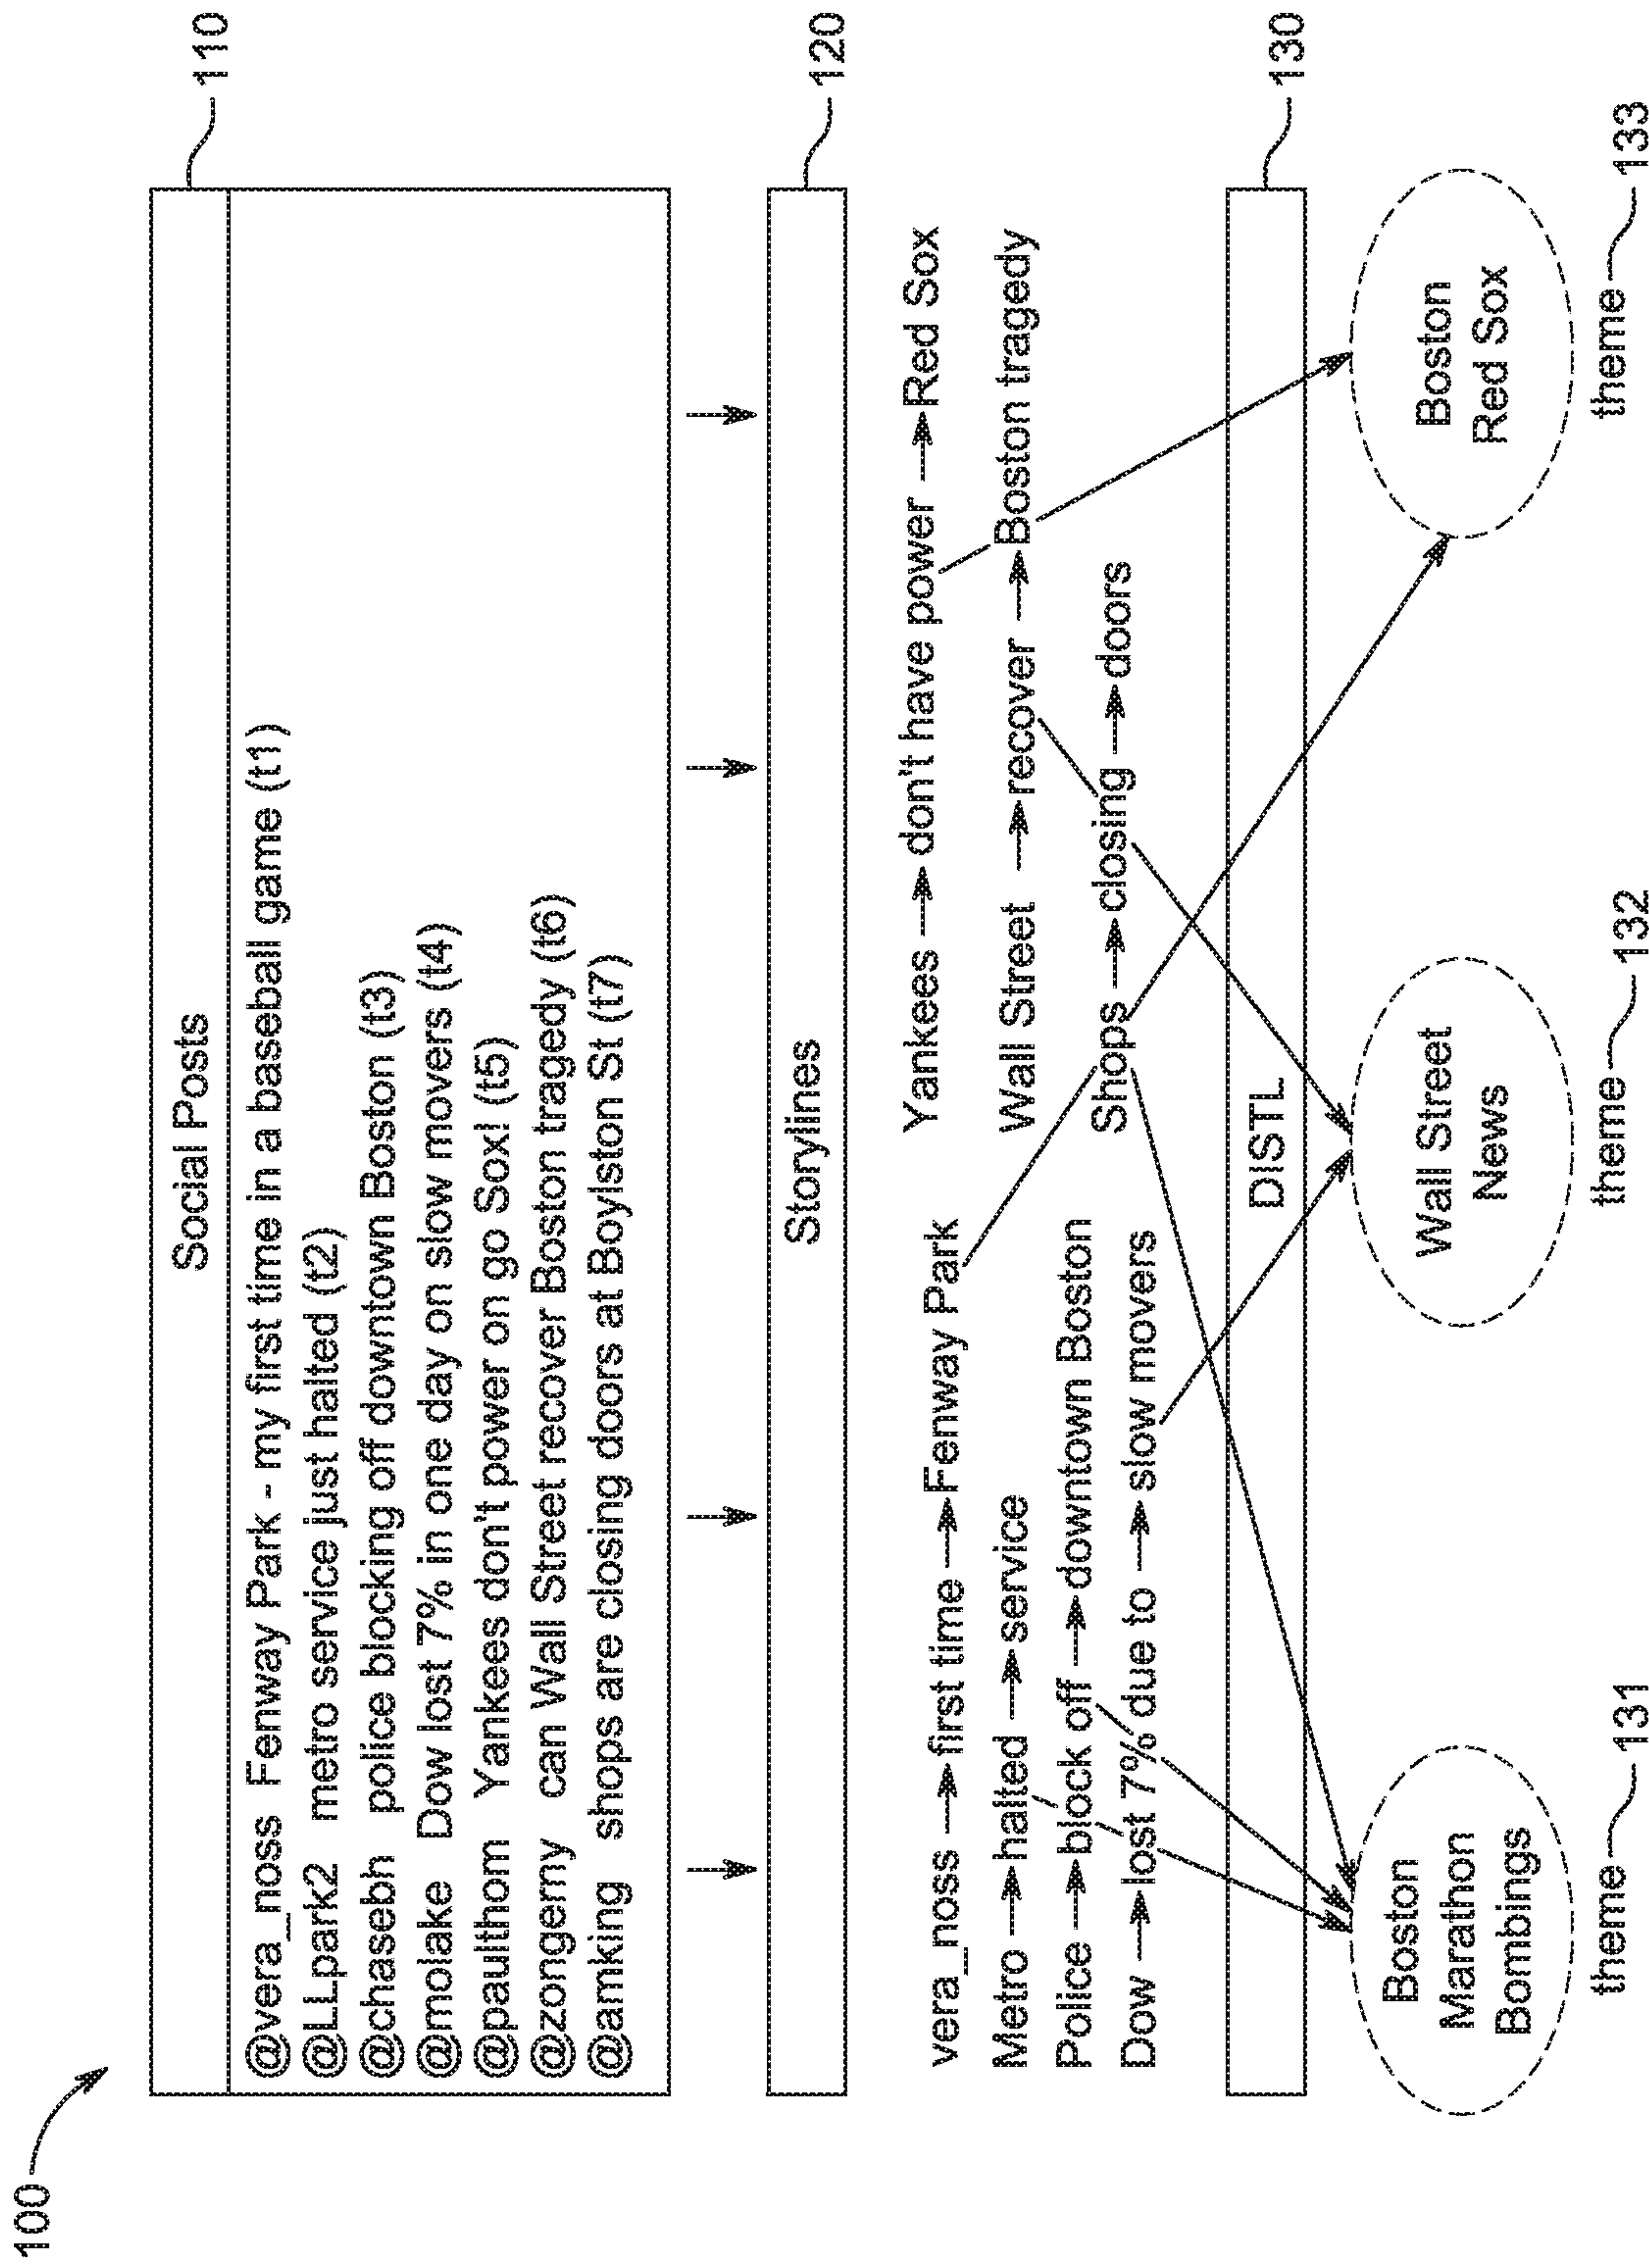 100
Social Posts
110
@vera_noss Fenway Park - my first time in a baseball game (t1)
@LLpark2 metro service just halted (t2)
@chasebh police blocking off downtown Boston (t3)
@molake Dow lost 7% in one day on slow movers (t4)
@paulthom Yankees don't power on go Sox! (t5)
@zongemy can Wall Street recover Boston tragedy (t6)
@amking shops are closing doors at Boylston St (t7)
Storylines
120
vera_noss first time Fenway Park
Metro halted service
Police block off downtown Boston
Dow lost 7% due to slow movers
Yankees don't have power Red Sox
Wall Street recover Boston tragedy
Shops closing doors
DISTL
130
Boston
Marathon
Bombings
theme 131
Wall Street
News
theme 132
Boston
Red Sox
theme 133